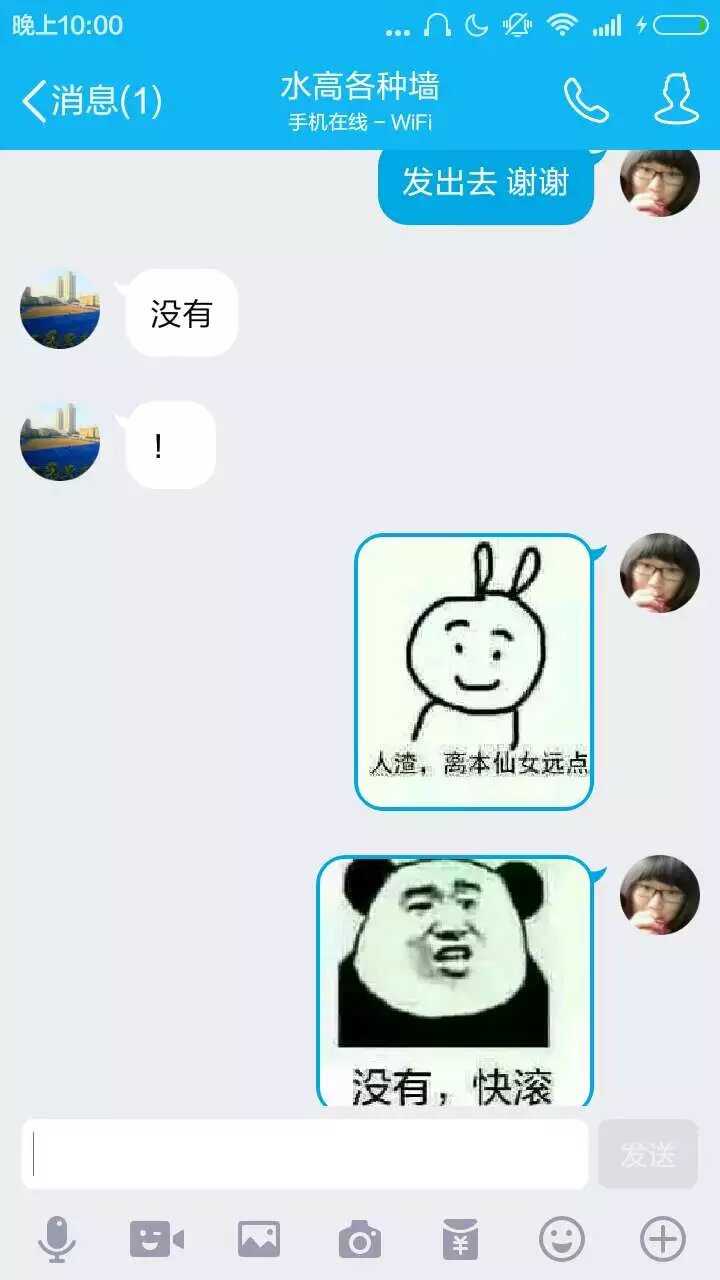 晚上10:00
消息(1)
水高各种墙
手机在线 – WiFi
发出去 谢谢
没有
！
人渣，离本仙女远点
没有，快滚
发送